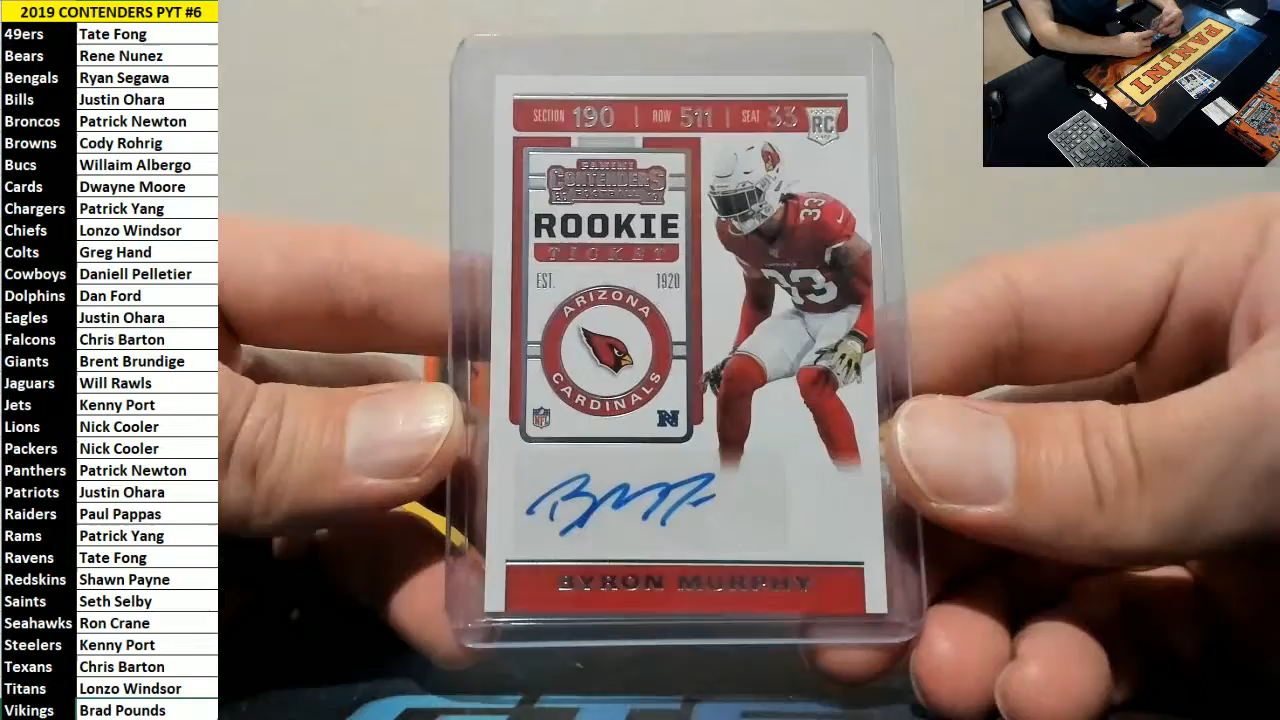 2019 CONTENDERS PYT #6
49ers Tate Fong
Bears Rene Nunez
Bengals Ryan Segawa
Bills Justin Ohara
Broncos Patrick Newton
Browns Cody Rohrig
Bucs Willaim Albergo
Cards Dwayne Moore
Chargers Patrick Yang
Chiefs Lonzo Windsor
Colts Greg Hand
Cowboys Daniell Pelletier
Dolphins Dan Ford
Eagles Justin Ohara
Falcons Chris Barton
Giants Brent Brundige
Jaguars Will Rawls
Jets Kenny Port
Lions Nick Cooler
Packers Nick Cooler
Panthers Patrick Newton
Patriots Justin Ohara
Raiders Paul Pappas
Rams Patrick Yang
Ravens Tate Fong
Redskins Shawn Payne
Saints Seth Selby
Seahawks Ron Crane
Steelers Kenny Port
Texans Chris Barton
Titans Lonzo Windsor
Vikings Brad Pounds
SECTION 190 | ROW 511 | SEAT 33
RC
PANINI
CONTENDERS
20 FOOTBALL 19
ROOKIE
TICKET
EST. 1920
ARIZONA
CARDINALS
NFL
N
33
33
BYRON MURPHY
PANINI